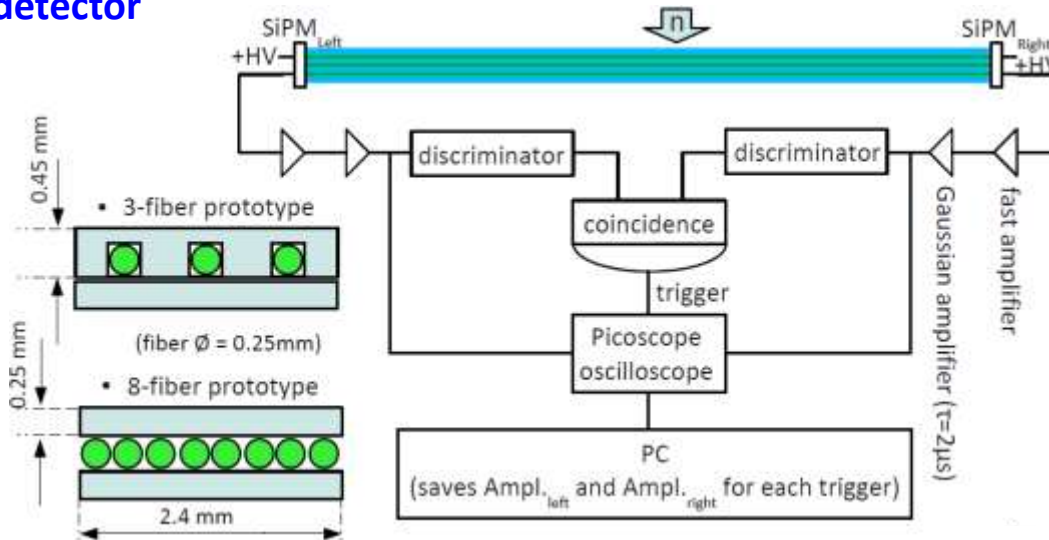 detector
n
SiPM Left
SiPM Right
+HV
+HV
discriminator
discriminator
0.45 mm
• 3-fiber prototype
coincidence
Gaussian amplifier (τ=2μs)
fast amplifier
trigger
(fiber Ø = 0.25mm)
Picoscope
oscilloscope
0.25 mm
• 8-fiber prototype
PC
(saves Ampl.left and Ampl.right for each trigger)
2.4 mm